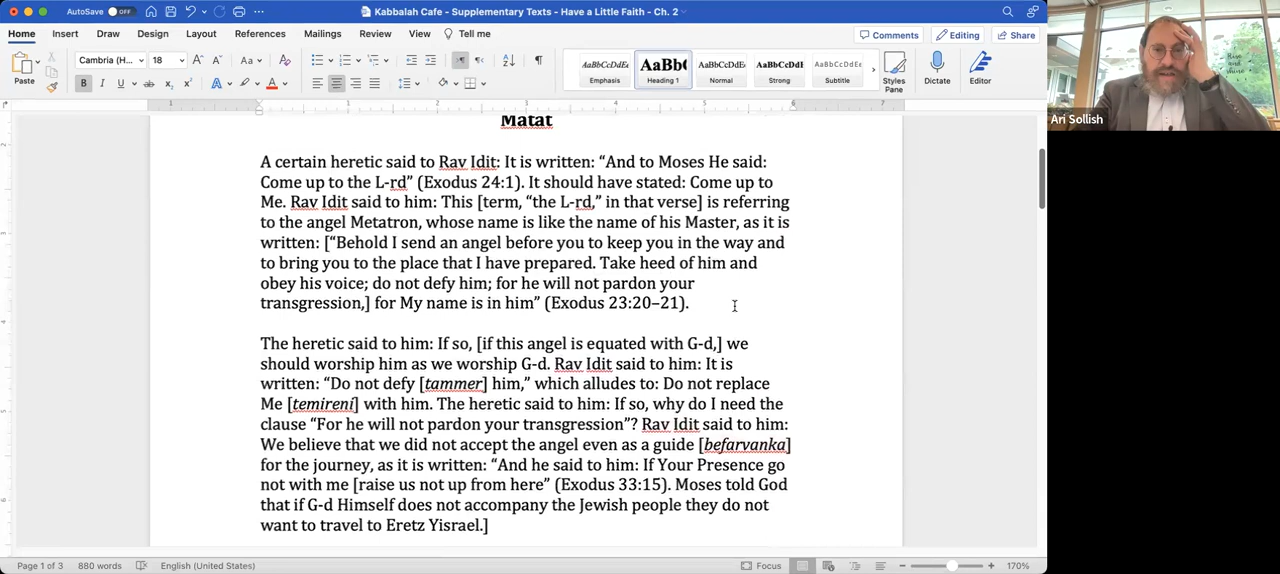 AutoSave OFF
Kabbalah Cafe - Supplementary Texts - Have a Little Faith - Ch. 2
Home Insert Draw Design Layout References Mailings Review View Tell me
Comments Editing Share
Paste
Cambria (H... 18
Aa
B I U ab x
AaBbCcDdEe AaBb( AaBbCcDdE AaBbCcDdI AaBbCcDdE
Emphasis Heading 1 Normal Strong Subtitle
Styles Pane
Dictate
Editor
Ari Sollish
1 1 2 3 4 5 6 7
Matat
A certain heretic said to Rav Idit: It is written: “And to Moses He said:
Come up to the L-rd” (Exodus 24:1). It should have stated: Come up to
Me. Rav Idit said to him: This [term, “the L-rd,” in that verse] is referring
to the angel Metatron, whose name is like the name of his Master, as it is
written: [“Behold I send an angel before you to keep you in the way and
to bring you to the place that I have prepared. Take heed of him and
obey his voice; do not defy him; for he will not pardon your
transgression,] for My name is in him” (Exodus 23:20–21).
The heretic said to him: If so, [if this angel is equated with G-d,] we
should worship him as we worship G-d. Rav Idit said to him: It is
written: “Do not defy [tammer] him,” which alludes to: Do not replace
Me [temireni] with him. The heretic said to him: If so, why do I need the
clause “For he will not pardon your transgression”? Rav Idit said to him:
We believe that we did not accept the angel even as a guide [befarvanka]
for the journey, as it is written: “And he said to him: If Your Presence go
not with me [raise us not up from here” (Exodus 33:15). Moses told God
that if G-d Himself does not accompany the Jewish people they do not
want to travel to Eretz Yisrael.]
Page 1 of 3 880 words English (United States) Focus 170%